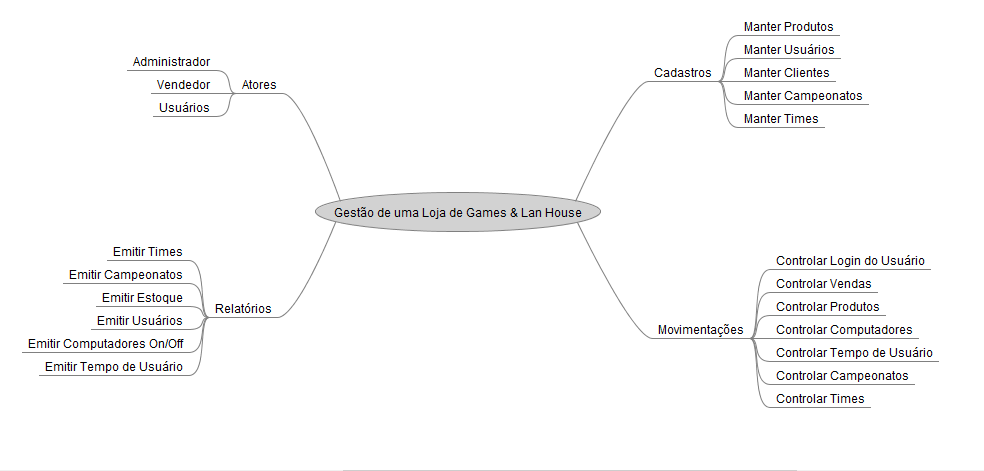 Gestão de uma Loja de Games & Lan House
Atores
Administrador
Vendedor
Usuários
Relatórios
Emitir Times
Emitir Campeonatos
Emitir Estoque
Emitir Usuários
Emitir Computadores On/Off
Emitir Tempo de Usuário
Cadastros
Manter Produtos
Manter Usuários
Manter Clientes
Manter Campeonatos
Manter Times
Movimentações
Controlar Login do Usuário
Controlar Vendas
Controlar Produtos
Controlar Computadores
Controlar Tempo de Usuário
Controlar Campeonatos
Controlar Times